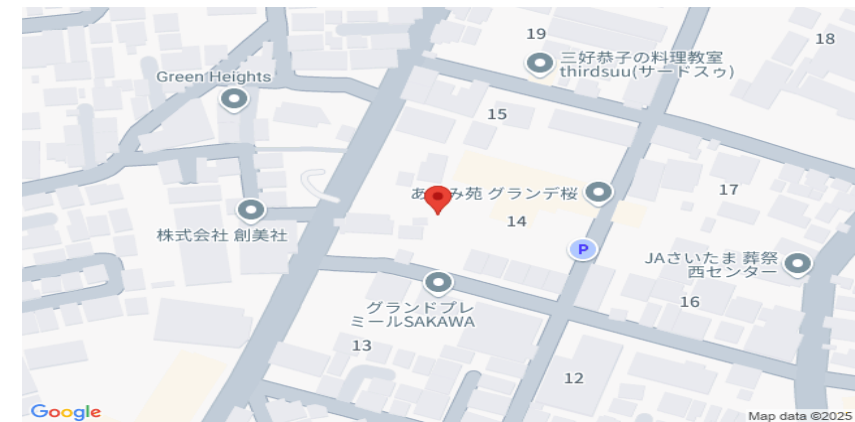 19
18
三好恭子の料理教室
thirdsuu(サードスゥ)
Green Heights
15
17
み苑 グランデ桜
14
株式会社 創美社
P
JAさいたま 葬祭
西センター
グランドプレ
ミールSAKAWA
16
13
12
Google
Map data ©2025